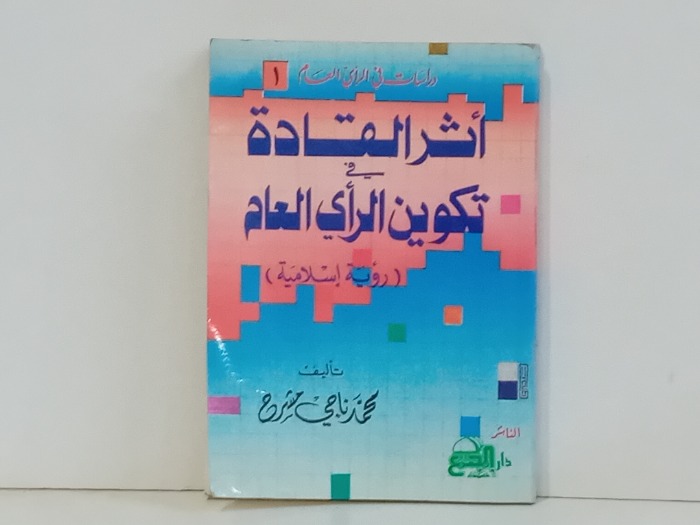 دراسات في الرأي العام ١
أثر القادة
في
تكوين الرأي العام
(رؤية إسلامية)
تأليف
محمد ناجي مشرح
الناشر
دار